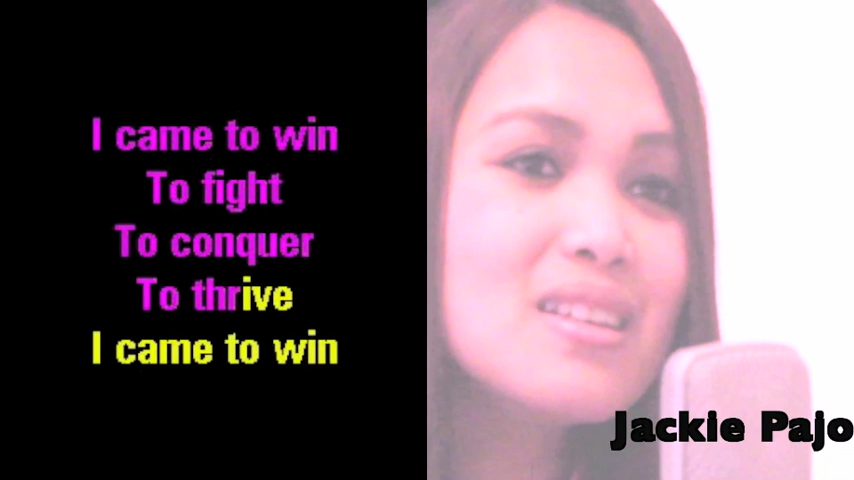 I came to win
To fight
To conquer
To thrive
I came to win
Jackie Pajo